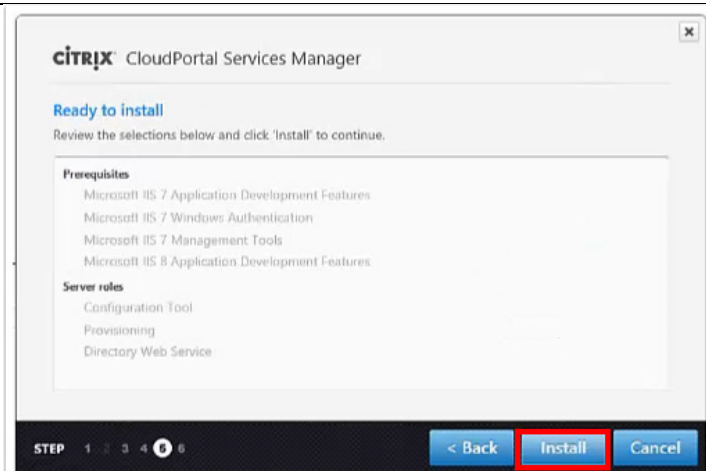 CITRIX CloudPortal Services Manager
Ready to install
Review the selections below and click 'Install' to continue.
Prerequisites
Microsoft IIS 7 Application Development Features
Microsoft IIS 7 Windows Authentication
Microsoft IIS 7 Management Tools
Microsoft IIS 8 Application Development Features
Server roles
Configuration Tool
Provisioning
Directory Web Service
STEP 1 2 3 4 5 6 < Back Install Cancel